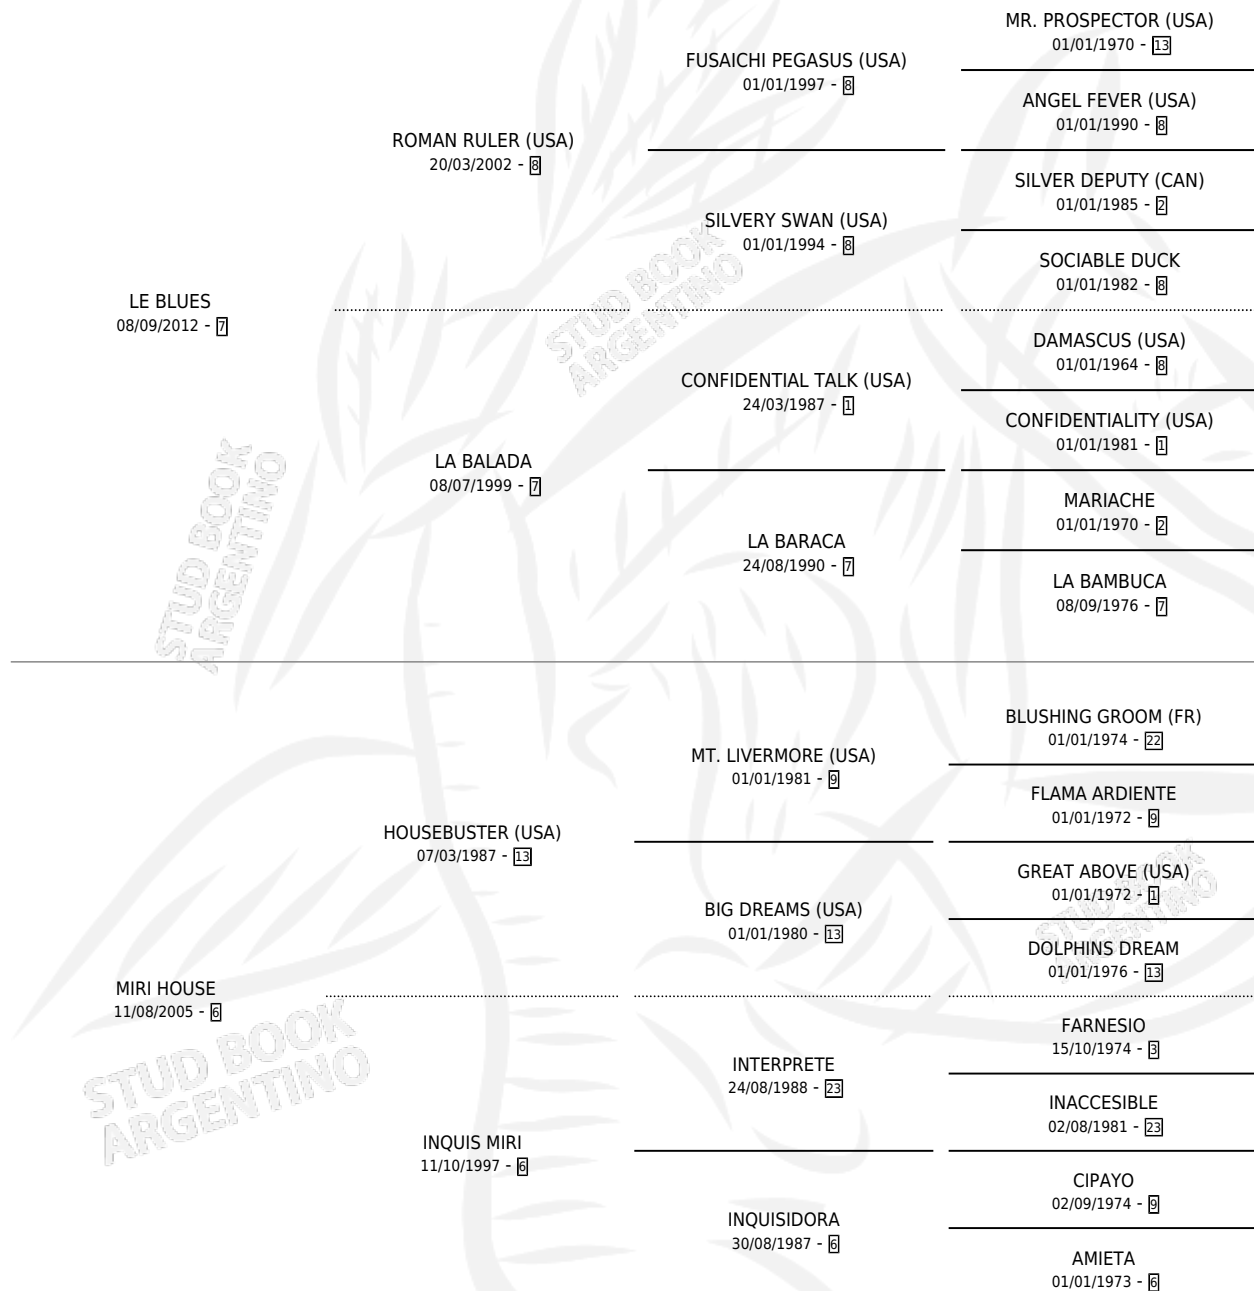 MR. PROSPECTOR (USA)
01/01/1970 - 13
FUSAICHI PEGASUS (USA)
01/01/1997 - 8
ANGEL FEVER (USA)
01/01/1990 - 8
ROMAN RULER (USA)
20/03/2002 - 8
SILVER DEPUTY (CAN)
01/01/1985 - 2
SILVERY SWAN (USA)
01/01/1994 - 8
SOCIABLE DUCK
01/01/1982 - 8
LE BLUES
08/09/2012 - 7
DAMASCUS (USA)
01/01/1964 - 8
CONFIDENTIAL TALK (USA)
24/03/1987 - 1
CONFIDENTIALITY (USA)
01/01/1981 - 1
LA BALADA
08/07/1999 - 7
MARIACHE
01/01/1970 - 2
LA BARACA
24/08/1990 - 7
LA BAMBUCA
08/09/1976 - 7
BLUSHING GROOM (FR)
01/01/1974 - 22
MT. LIVERMORE (USA)
01/01/1981 - 9
FLAMA ARDIENTE
01/01/1972 - 9
HOUSEBUSTER (USA)
07/03/1987 - 13
GREAT ABOVE (USA)
01/01/1972 - 1
BIG DREAMS (USA)
01/01/1980 - 13
DOLPHINS DREAM
01/01/1976 - 13
MIRI HOUSE
11/08/2005 - 6
FARNESIO
15/10/1974 - 3
INTERPRETE
24/08/1988 - 23
INACCESIBLE
02/08/1981 - 23
INQUIS MIRI
11/10/1997 - 6
CIPAYO
02/09/1974 - 9
INQUISIDORA
30/08/1987 - 6
AMIETA
01/01/1973 - 6
STUD BOOK
ARGENTINO
STUD BOOK
ARGENTINO
STUD BOOK
ARGENTINO
STUD BOOK
ARGENTINO